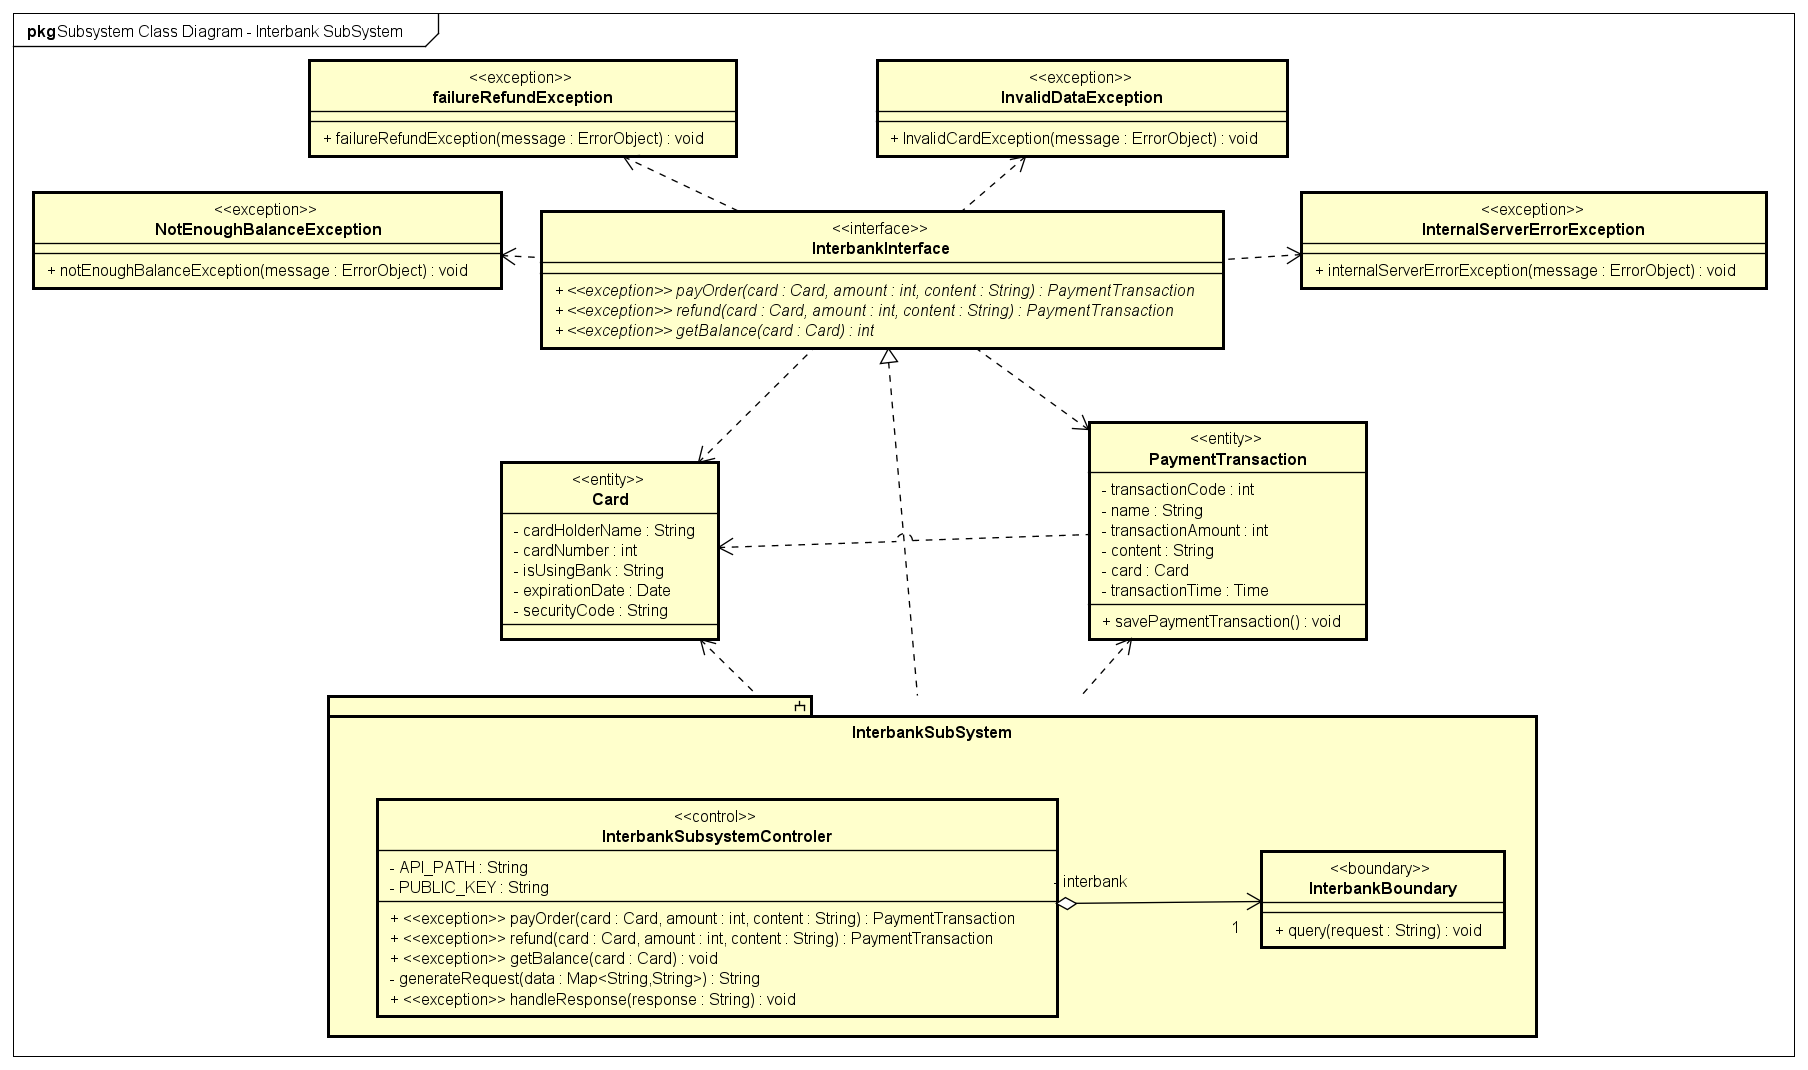 pkg Subsystem Class Diagram - Interbank SubSystem
<<exception>>
failureRefundException
+ failureRefundException(message : ErrorObject) : void
<<exception>>
InvalidDataException
+ InvalidCardException(message : ErrorObject) : void
<<exception>>
NotEnoughBalanceException
+ notEnoughBalanceException(message : ErrorObject) : void
<<interface>>
InterbankInterface
+ <<exception>> payOrder(card : Card, amount : int, content : String) : PaymentTransaction
+ <<exception>> refund(card : Card, amount : int, content : String) : PaymentTransaction
+ <<exception>> getBalance(card : Card) : int
<<exception>>
InternalServerErrorException
+ internalServerErrorException(message : ErrorObject) : void
<<entity>>
Card
- cardHolderName : String
- cardNumber : int
- isUsingBank : String
- expirationDate : Date
- securityCode : String
<<entity>>
PaymentTransaction
- transactionCode : int
- name : String
- transactionAmount : int
- content : String
- card : Card
- transactionTime : Time
+ savePaymentTransaction() : void
InterbankSubSystem
<<control>>
InterbankSubsystemControler
- API_PATH : String
- PUBLIC_KEY : String
+ <<exception>> payOrder(card : Card, amount : int, content : String) : PaymentTransaction
+ <<exception>> refund(card : Card, amount : int, content : String) : PaymentTransaction
+ <<exception>> getBalance(card : Card) : void
- generateRequest(data : Map<String,String>) : String
+ <<exception>> handleResponse(response : String) : void
- interbank
1
<<boundary>>
InterbankBoundary
+ query(request : String) : void